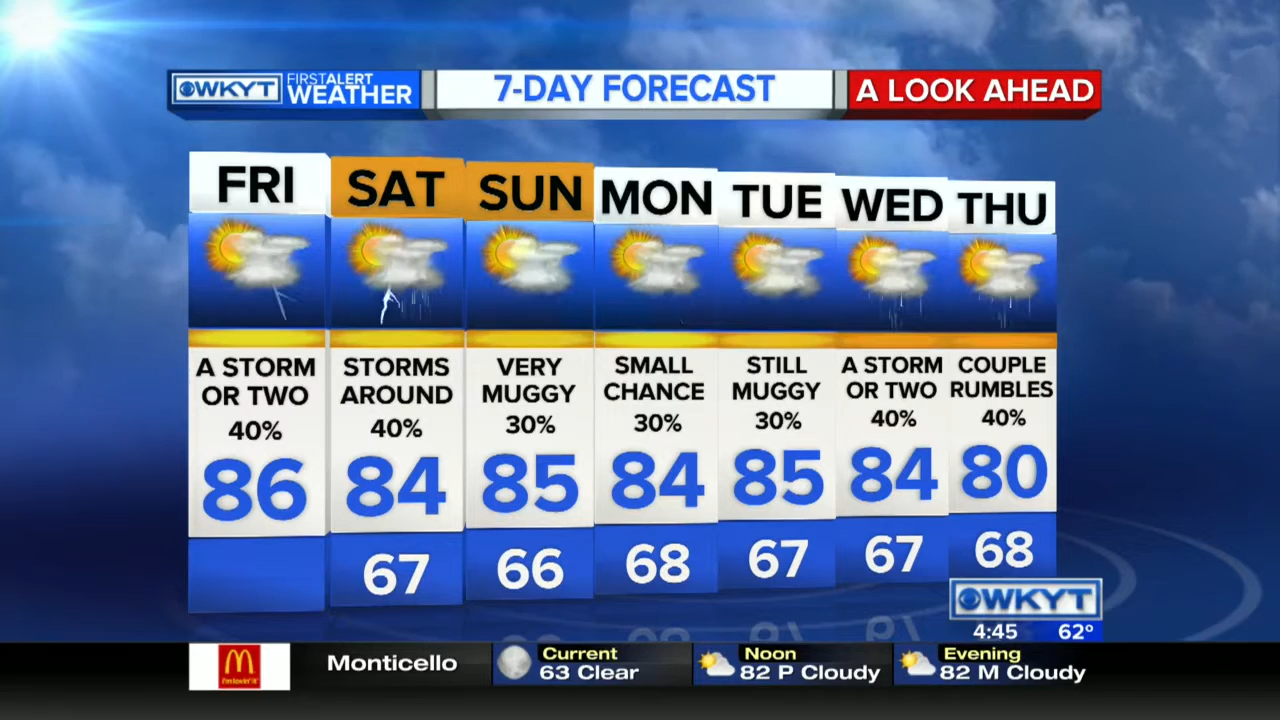 WKYT
FIRSTALERT
WEATHER
7-DAY FORECAST
A LOOK AHEAD
FRI
SAT
SUN
MON
TUE
WED
THU
A STORM
OR TWO
40%
86
STORMS
AROUND
40%
84
67
VERY
MUGGY
30%
85
66
SMALL
CHANCE
30%
84
68
STILL
MUGGY
30%
85
67
A STORM
OR TWO
40%
84
67
COUPLE
RUMBLES
40%
80
68
WKYT
4:45 62°
i'm lovin' it
Monticello
Current
63 Clear
Noon
82 P Cloudy
Evening
82 M Cloudy